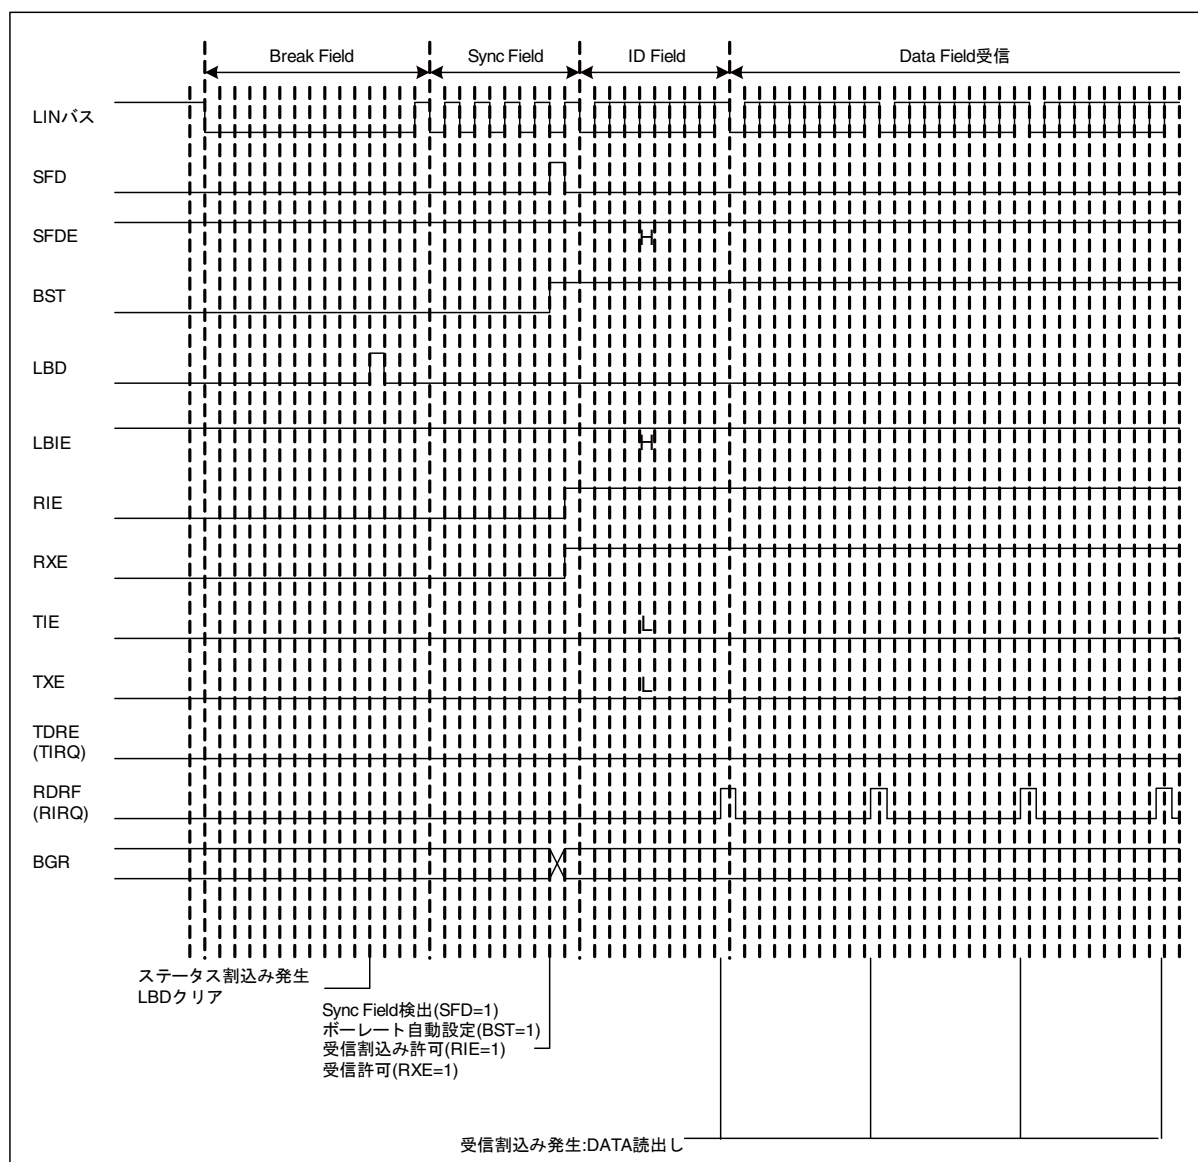 Break Field
Sync Field
ID Field
Data Field受信
LINバス
SFD
SFDE
H
BST
LBD
LBIE
H
RIE
RXE
TIE
L
TXE
L
TDRE
(TIRQ)
RDRF
(RIRQ)
BGR
ステータス割込み発生
LBDクリア
Sync Field検出(SFD=1)
ボーレート自動設定(BST=1)
受信割込み許可(RIE=1)
受信許可(RXE=1)
受信割込み発生:DATA読出し